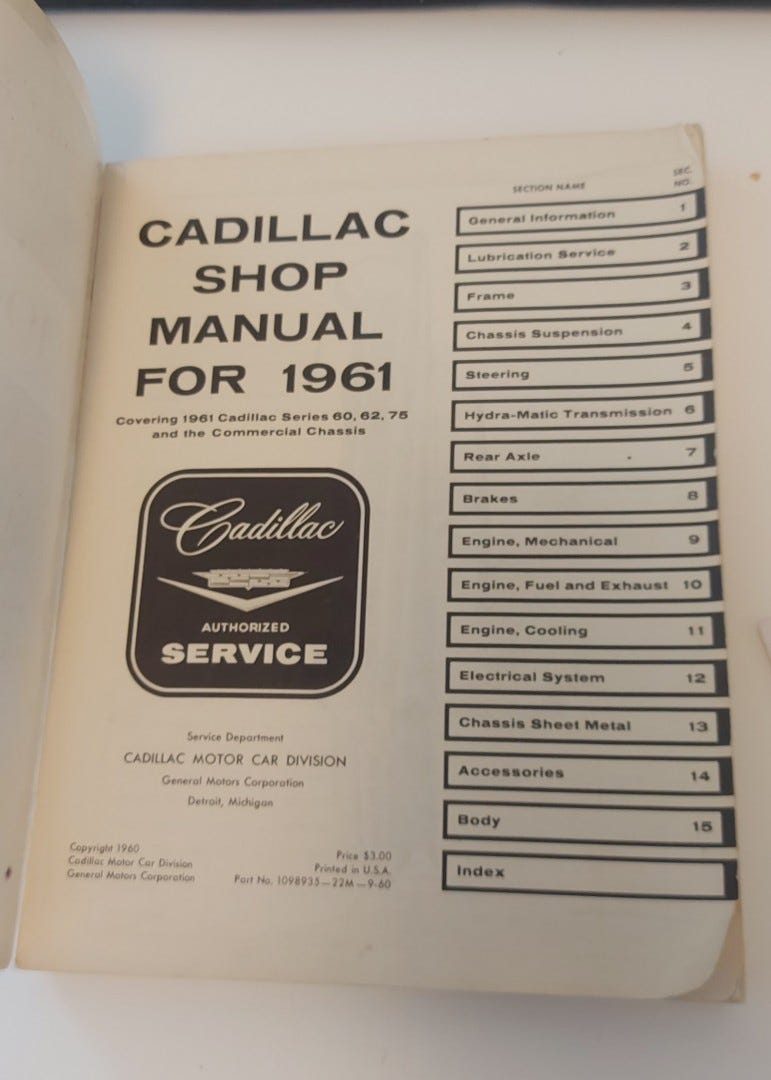 CADILLAC
SHOP
MANUAL
FOR 1961
Covering 1961 Cadillac Series 60, 62, 75
and the Commercial Chassis
Cadillac
AUTHORIZED
SERVICE
Service Department
CADILLAC MOTOR CAR DIVISION
General Motors Corporation
Detroit, Michigan
Copyright 1960
Cadillac Motor Car Division
General Motors Corporation
Price $3.00
Printed in U.S.A.
Part No. 1098935—22M—9-60
SEC.
SECTION NAME NO.
General Information 1
Lubrication Service 2
Frame 3
Chassis Suspension 4
Steering 5
Hydra-Matic Transmission 6
Rear Axle 7
Brakes 8
Engine, Mechanical 9
Engine, Fuel and Exhaust 10
Engine, Cooling 11
Electrical System 12
Chassis Sheet Metal 13
Accessories 14
Body 15
Index